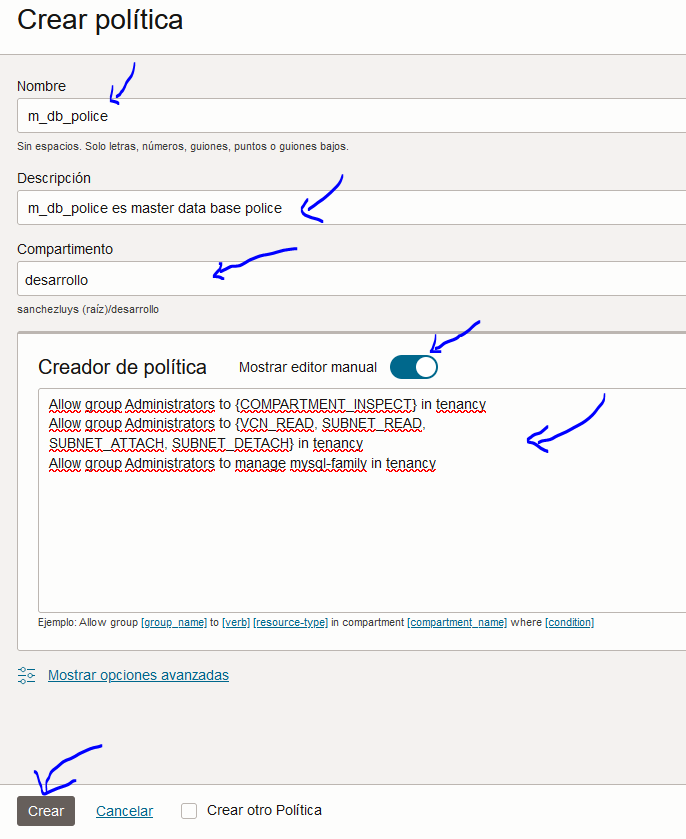 Crear política
Nombre
m_db_police
Sin espacios. Solo letras, números, guiones, puntos o guiones bajos.
Descripción
m_db_police es master data base police
Compartimento
desarrollo
sanchezluys (raíz)/desarrollo
Creador de política Mostrar editor manual
Allow group Administrators to {COMPARTMENT_INSPECT} in tenancy
Allow group Administrators to {VCN_READ, SUBNET_READ,
SUBNET_ATTACH, SUBNET_DETACH} in tenancy
Allow group Administrators to manage mysql-family in tenancy
Ejemplo: Allow group [group_name] to [verb] [resource-type] in compartment [compartment_name] where [condition]
Mostrar opciones avanzadas
Crear Cancelar Crear otro Política